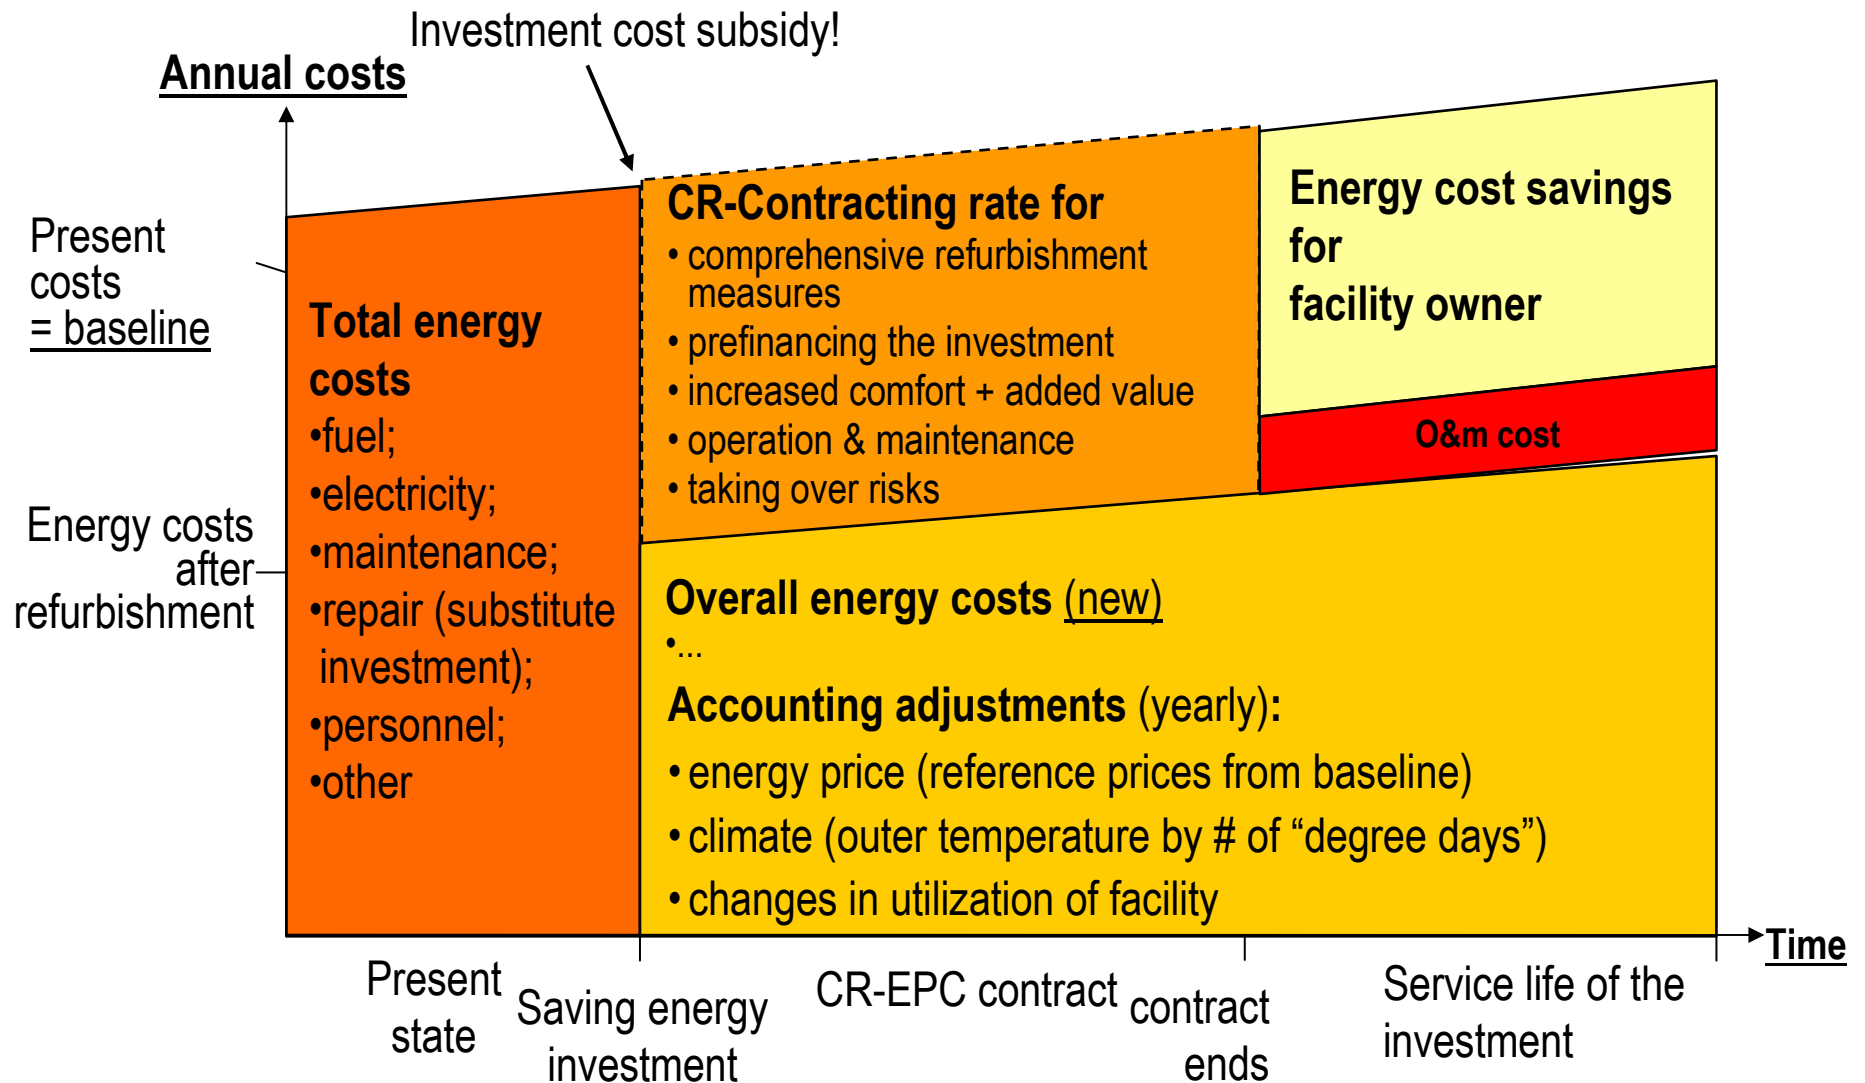 Investment cost subsidy!
Annual costs
Present
costs
= baseline
Energy costs
after
refurbishment
Total energy
costs
•fuel;
•electricity;
•maintenance;
•repair (substitute
investment);
•personnel;
•other
CR-Contracting rate for
• comprehensive refurbishment
measures
• prefinancing the investment
• increased comfort + added value
• operation & maintenance
• taking over risks
Energy cost savings
for
facility owner
O&m cost
Overall energy costs (new)
•...
Accounting adjustments (yearly):
• energy price (reference prices from baseline)
• climate (outer temperature by # of “degree days”)
• changes in utilization of facility
Time
Present
state
Saving energy
investment
CR-EPC contract
contract
ends
Service life of the
investment